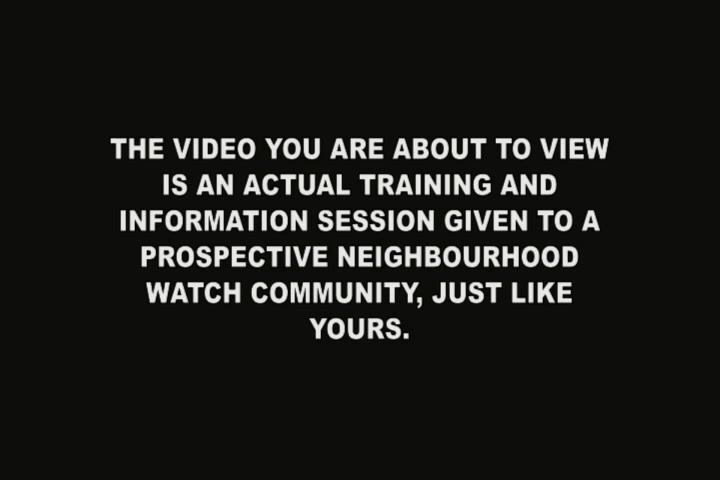 THE VIDEO YOU ARE ABOUT TO VIEW
IS AN ACTUAL TRAINING AND
INFORMATION SESSION GIVEN TO A
PROSPECTIVE NEIGHBOURHOOD
WATCH COMMUNITY, JUST LIKE
YOURS.